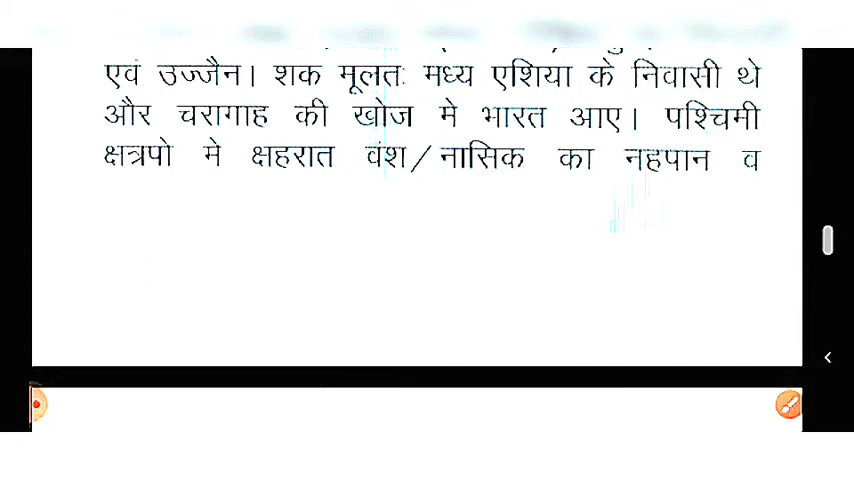 एवं उज्जैन। शक मूलतः मध्य एशिया के निवासी थे
और चरागाह की खोज मे भारत आए। पश्चिमी
क्षत्रपो मे क्षहरात वंश/नासिक का नहपान व